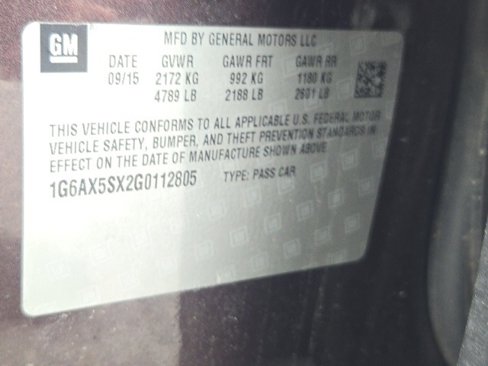 GM
MFD BY GENERAL MOTORS LLC
DATE GVWR GAWR FRT GAWR RR
09/15 2172 KG 992 KG 1180 KG
4789 LB 2188 LB 2601 LB
THIS VEHICLE CONFORMS TO ALL APPLICABLE U.S. FEDERAL MOTOR
VEHICLE SAFETY, BUMPER, AND THEFT PREVENTION STANDARDS IN
EFFECT ON THE DATE OF MANUFACTURE SHOWN ABOVE.
1G6AX5SX2G0112805 TYPE: PASS CAR